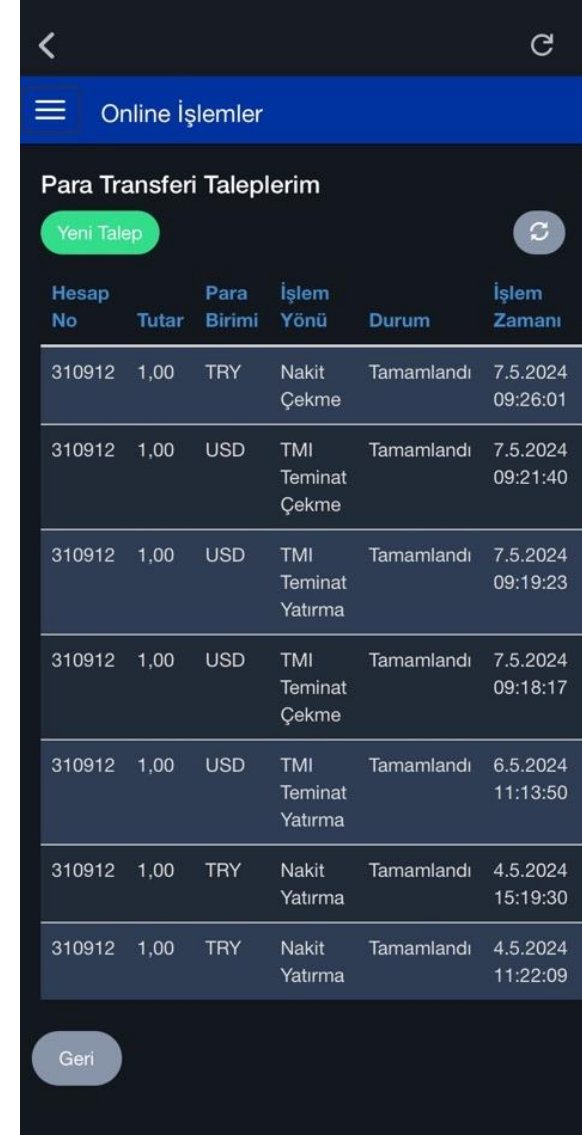 Online İşlemler
Para Transferi Taleplerim
Yeni Talep
Hesap No Tutar Para Birimi İşlem Yönü Durum İşlem Zamanı
310912 1,00 TRY Nakit Çekme Tamamlandı 7.5.2024 09:26:01
310912 1,00 USD TMI Teminat Çekme Tamamlandı 7.5.2024 09:21:40
310912 1,00 USD TMI Teminat Yatırma Tamamlandı 7.5.2024 09:19:23
310912 1,00 USD TMI Teminat Çekme Tamamlandı 7.5.2024 09:18:17
310912 1,00 USD TMI Teminat Yatırma Tamamlandı 6.5.2024 11:13:50
310912 1,00 TRY Nakit Yatırma Tamamlandı 4.5.2024 15:19:30
310912 1,00 TRY Nakit Yatırma Tamamlandı 4.5.2024 11:22:09
Geri